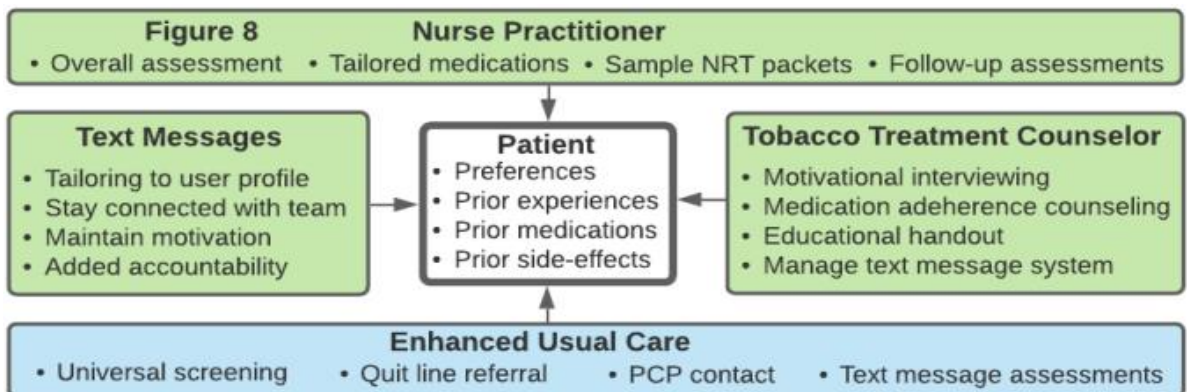 Figure 8 Nurse Practitioner
• Overall assessment • Tailored medications • Sample NRT packets • Follow-up assessments
Text Messages
• Tailoring to user profile
• Stay connected with team
• Maintain motivation
• Added accountability
Patient
• Preferences
• Prior experiences
• Prior medications
• Prior side-effects
Tobacco Treatment Counselor
• Motivational interviewing
• Medication adeherence counseling
• Educational handout
• Manage text message system
Enhanced Usual Care
• Universal screening • Quit line referral • PCP contact • Text message assessments